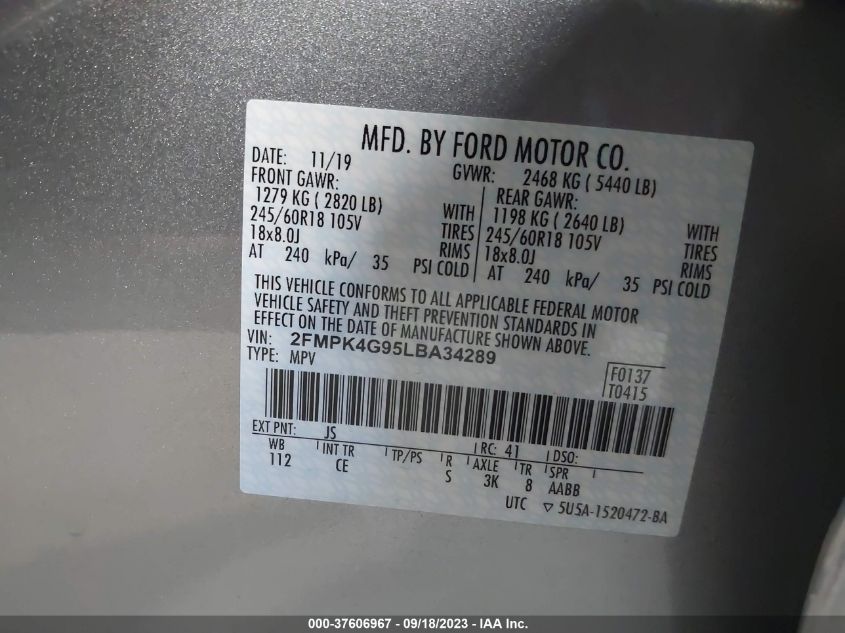 MFD. BY FORD MOTOR CO.
DATE: 11/19 GVWR: 2468 KG ( 5440 LB)
FRONT GAWR: REAR GAWR:
1279 KG ( 2820 LB) WITH 1198 KG ( 2640 LB) WITH
245/60R18 105V TIRES 245/60R18 105V TIRES
18x8.0J RIMS 18x8.0J RIMS
AT 240 kPa/ 35 PSI COLD AT 240 kPa/ 35 PSI COLD
THIS VEHICLE CONFORMS TO ALL APPLICABLE FEDERAL MOTOR
VEHICLE SAFETY AND THEFT PREVENTION STANDARDS IN
EFFECT ON THE DATE OF MANUFACTURE SHOWN ABOVE.
VIN: 2FMPK4G95LBA34289
TYPE: MPV
F0137
T0415
EXT PNT: JS RC: 41 DSO:
WB INT TR TP/PS R AXLE TR SPR
112 CE S 3K 8 AABB
UTC ▽ 5U5A-1520472-BA
000-37606967 - 09/18/2023 - IAA Inc.